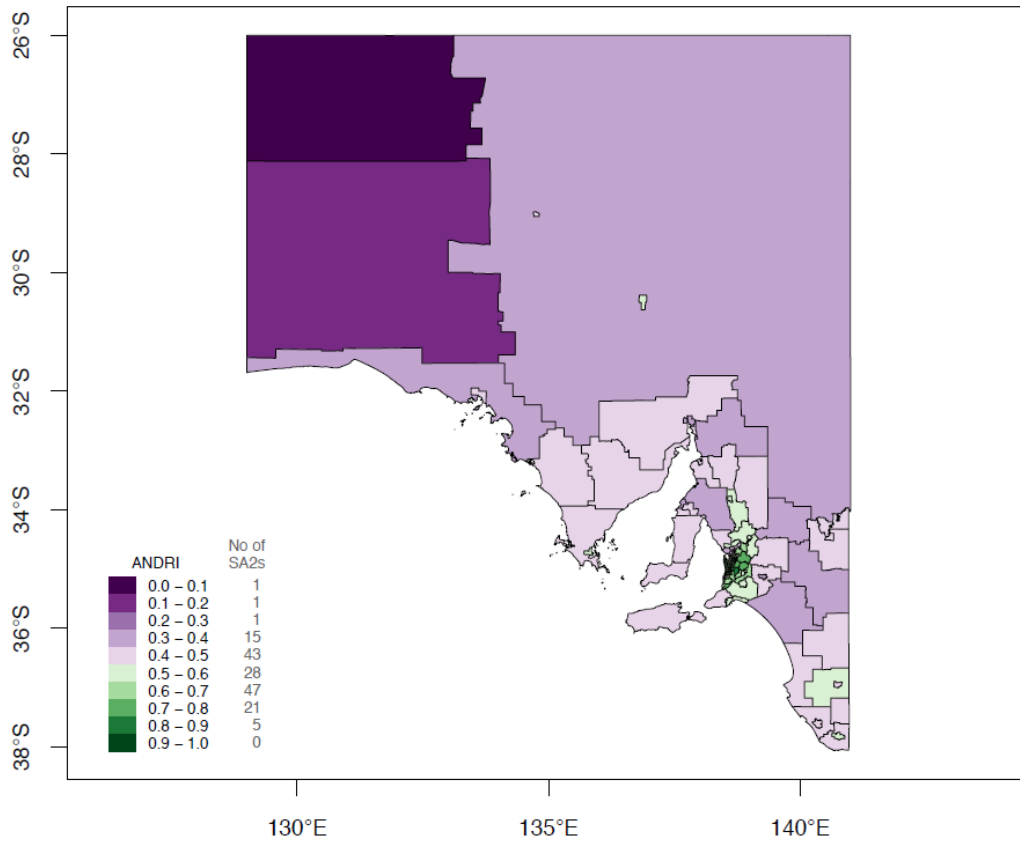 26°S
28°S
30°S
32°S
34°S
36°S
38°S
No of
ANDRI SA2s
0.0 – 0.1 1
0.1 – 0.2 1
0.2 – 0.3 1
0.3 – 0.4 15
0.4 – 0.5 43
0.5 – 0.6 28
0.6 – 0.7 47
0.7 – 0.8 21
0.8 – 0.9 5
0.9 – 1.0 0
130°E 135°E 140°E